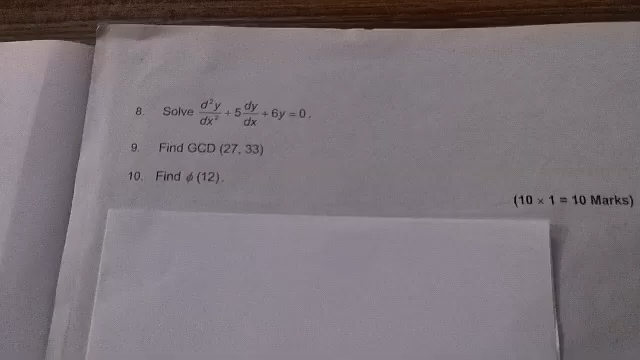 8. Solve d²y/dx² + 5 dy/dx + 6y = 0.
9. Find GCD (27, 33)
10. Find ϕ (12).
(10 × 1 = 10 Marks)